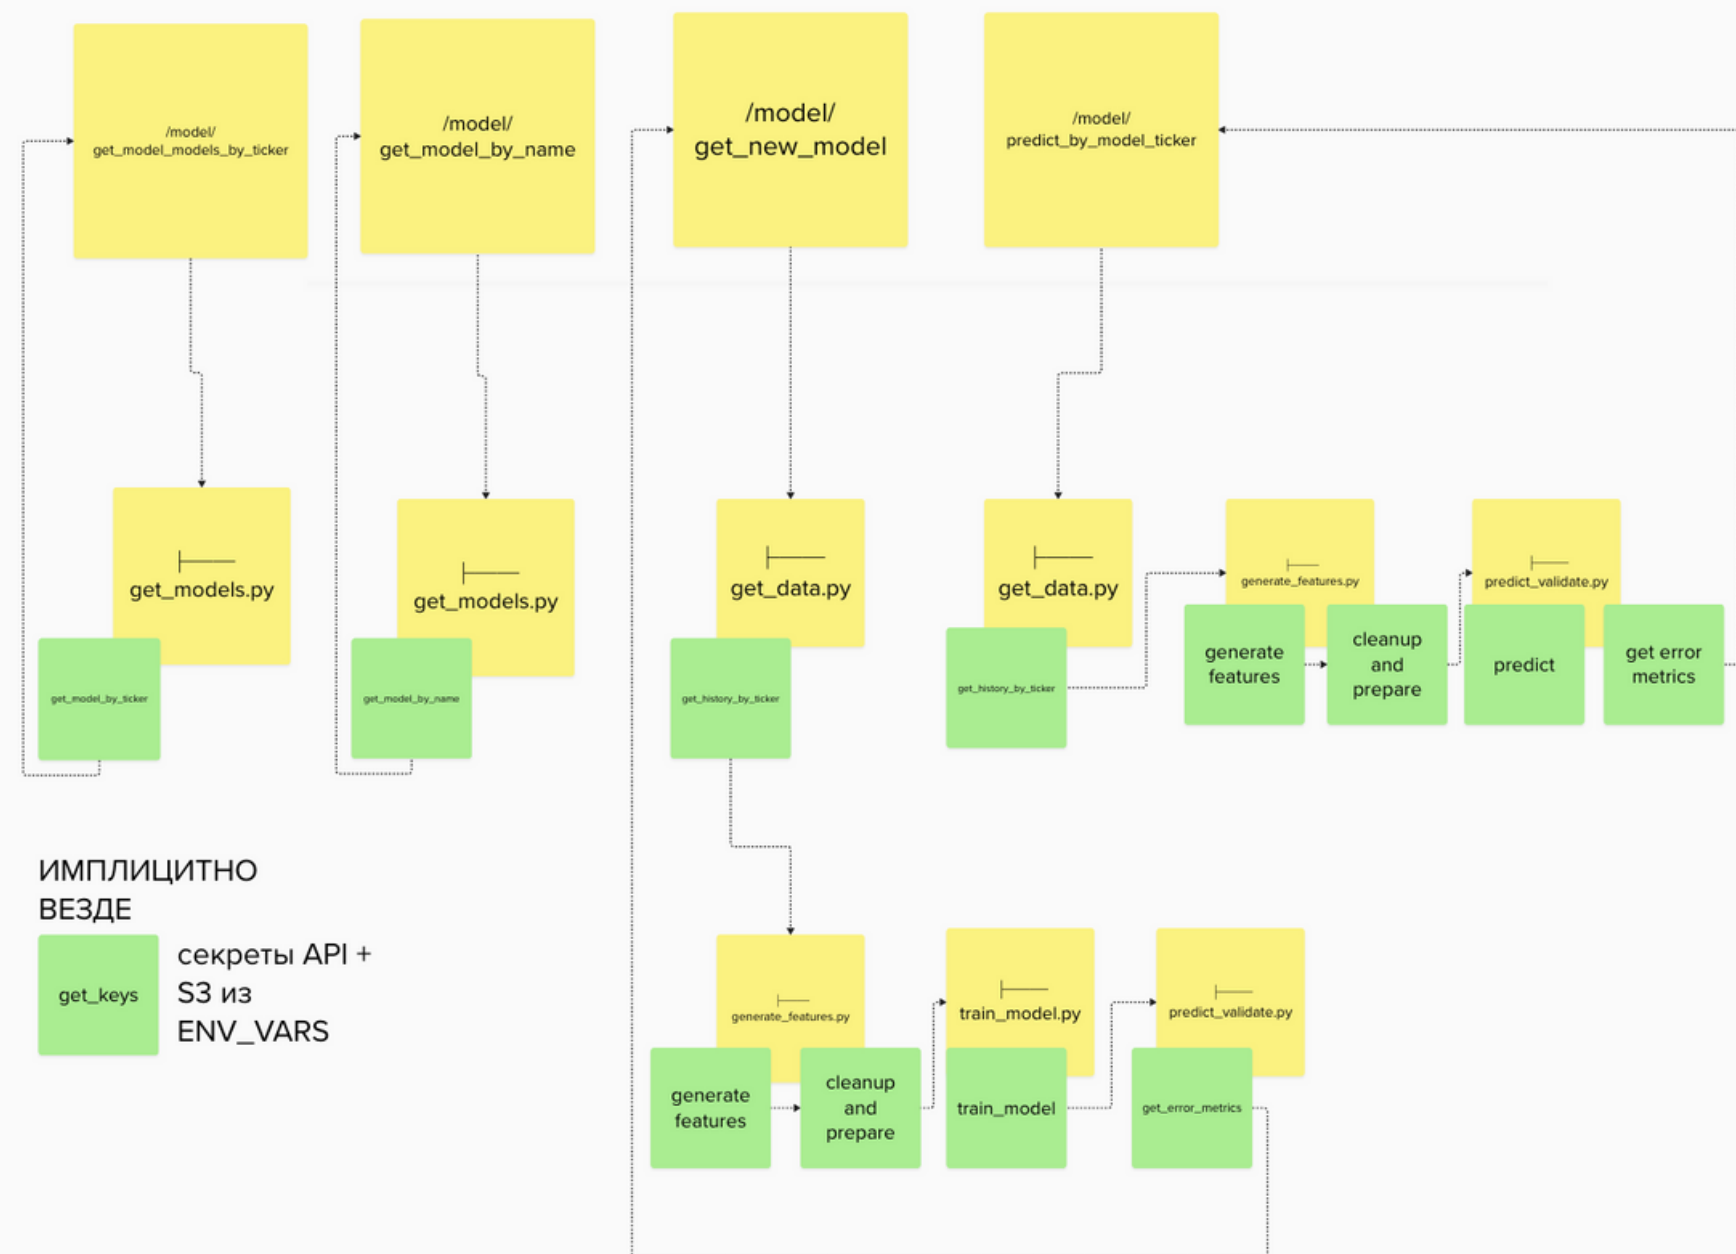 /model/
get_model_models_by_ticker
/model/
get_model_by_name
/model/
get_new_model
/model/
predict_by_model_ticker
├──
get_models.py
get_model_by_ticker
├──
get_models.py
get_model_by_name
├──
get_data.py
get_history_by_ticker
├──
get_data.py
get_history_by_ticker
├──
generate_features.py
generate
features
cleanup
and
prepare
├──
predict_validate.py
predict
get error
metrics
ИМПЛИЦИТНО
ВЕЗДЕ
get_keys
секреты API +
S3 из
ENV_VARS
├──
generate_features.py
generate
features
cleanup
and
prepare
├──
train_model.py
train_model
├──
predict_validate.py
get_error_metrics